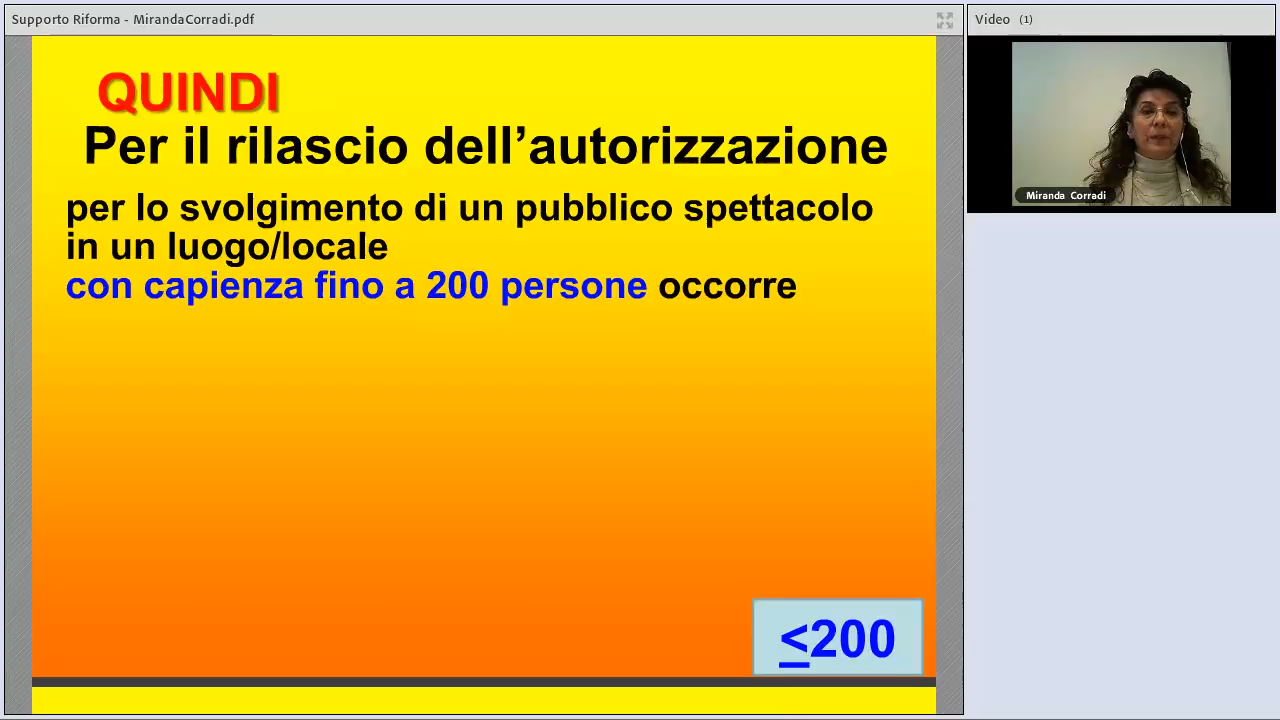 Supporto Riforma - MirandaCorradi.pdf
Video (1)
QUINDI
Per il rilascio dell’autorizzazione
per lo svolgimento di un pubblico spettacolo
in un luogo/locale
con capienza fino a 200 persone occorre
Miranda Corradi
<200